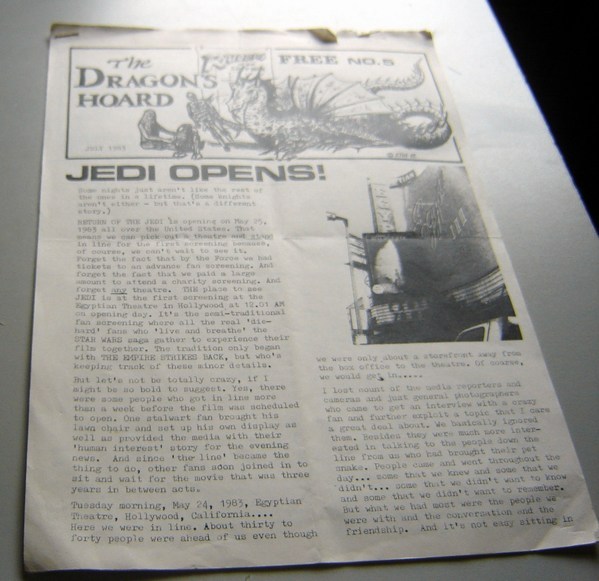 The
DRAGON'S
HOARD
FREE NO.5
JULY 1983
JEDI OPENS!
Some nights just aren't like the rest of
the ones in a lifetime. (Some knights
aren't either - but that's a different
story.)
RETURN OF THE JEDI is opening on May 25,
1983 all over the United States. That
means we can pick out a theatre and stand
in line for the first screening because,
of course, we can't wait to see it.
Forget the fact that by the Force we had
tickets to an advance fan screening. And
forget the fact that we paid a large
amount to attend a charity screening. And
forget any theatre. THE place to see
JEDI is at the first screening at the
Egyptian Theatre in Hollywood at 12.01 AM
on opening day. It's the semi-traditional
fan screening where all the real 'die-
hard' fans who 'live and breathe' the
STAR WARS saga gather to experience their
film together. The tradition only began
with THE EMPIRE STRIKES BACK, but who's
keeping track of these minor details.
But let's not be totally crazy, if I
might be so bold to suggest. Yes, there
were some people who got in line more
than a week before the film was scheduled
to open. One stalwart fan brought his
lawn chair and set up his own display as
well as provided the media with their
'human interest' story for the evening
news. And since 'the line' became the
thing to do, other fans soon joined in to
sit and wait for the movie that was three
years in between acts.
Tuesday morning, May 24, 1983, Egyptian
Theatre, Hollywood, California....
Here we were in line. About thirty to
forty people were ahead of us even though
we were only about a storefront away from
the box office to the theatre. Of course,
we would get in.....
I lost count of the media reporters and
cameras and just general photographers
who came to get an interview with a crazy
fan and further exploit a topic that I care
a great deal about. We basically ignored
them. Besides they were much more inter-
ested in talking to the people down the
line from us who had brought their pet
snake. People came and went throughout the
day... some that we knew and some that we
didn't... some that we didn't want to know
and some that we didn't want to remember.
But what we had most were the people we
were with and the conversation and the
friendship. And it's not easy sitting in